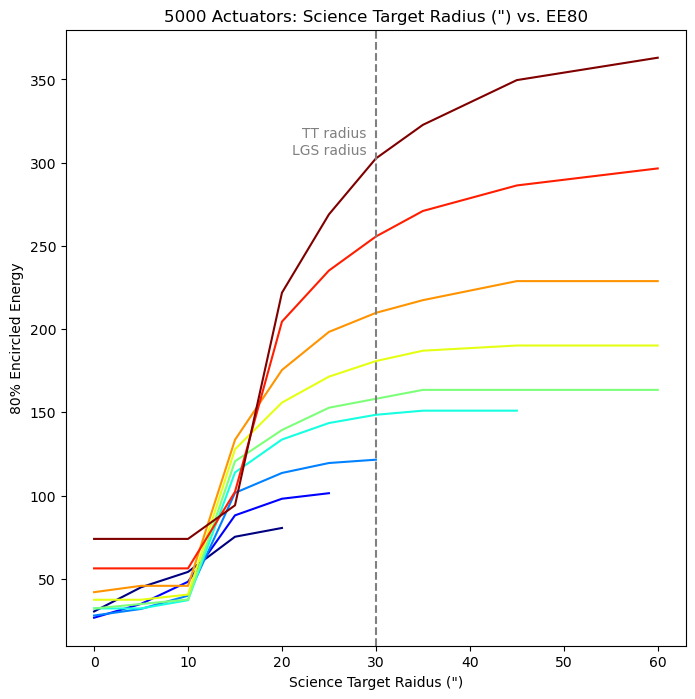 5000 Actuators: Science Target Radius (") vs. EE80
350
300
250
200
150
100
50
80% Encircled Energy
TT radius
LGS radius
0
10
20
30
40
50
60
Science Target Raidus (")